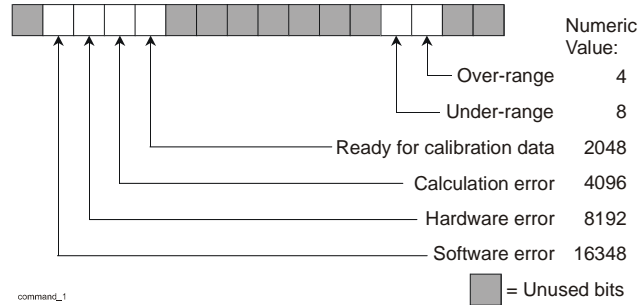 Numeric
Value:
Over-range 4
Under-range 8
Ready for calibration data 2048
Calculation error 4096
Hardware error 8192
Software error 16348
command_1
= Unused bits